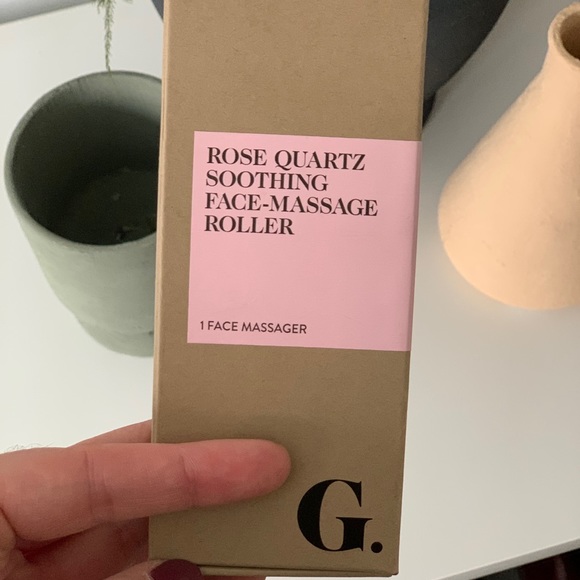 ROSE QUARTZ
SOOTHING
FACE-MASSAGE
ROLLER
1 FACE MASSAGER
G.